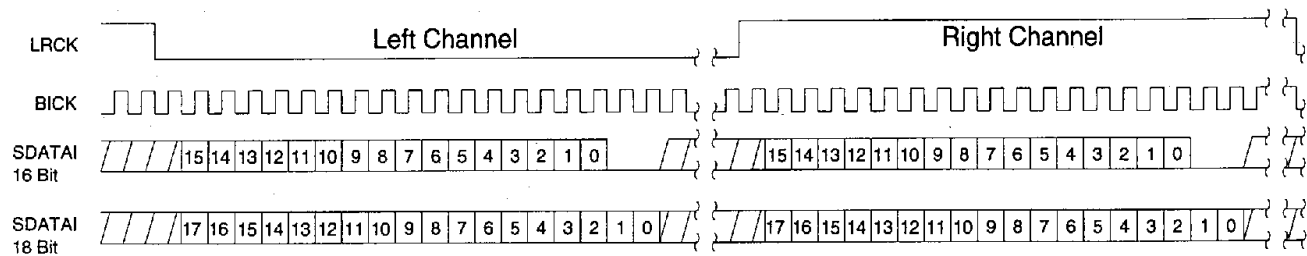 LRCK Left Channel Right Channel
BICK
SDATAI 16 Bit 15 14 13 12 11 10 9 8 7 6 5 4 3 2 1 0 15 14 13 12 11 10 9 8 7 6 5 4 3 2 1 0
SDATAI 18 Bit 17 16 15 14 13 12 11 10 9 8 7 6 5 4 3 2 1 0 17 16 15 14 13 12 11 10 9 8 7 6 5 4 3 2 1 0